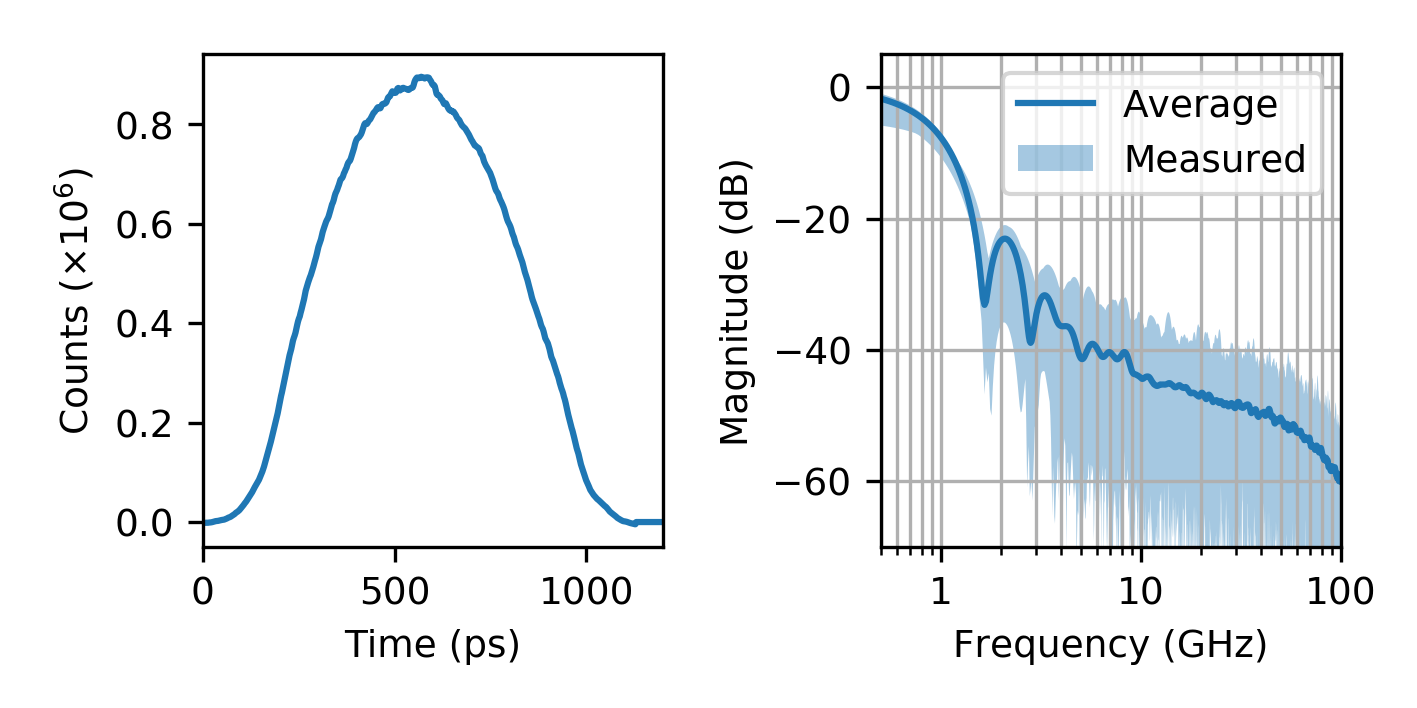 Counts (×10⁶)
0.8
0.6
0.4
0.2
0.0
0 500 1000
Time (ps)
Magnitude (dB)
0
−20
−40
−60
Average
Measured
1 10 100
Frequency (GHz)